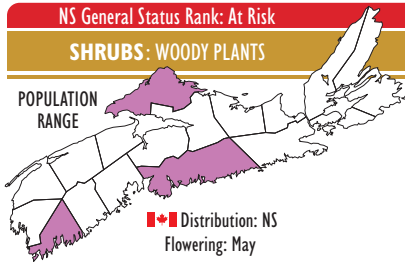 NS General Status Rank: At Risk
SHRUBS: WOODY PLANTS
POPULATION
RANGE
Distribution: NS
Flowering: May